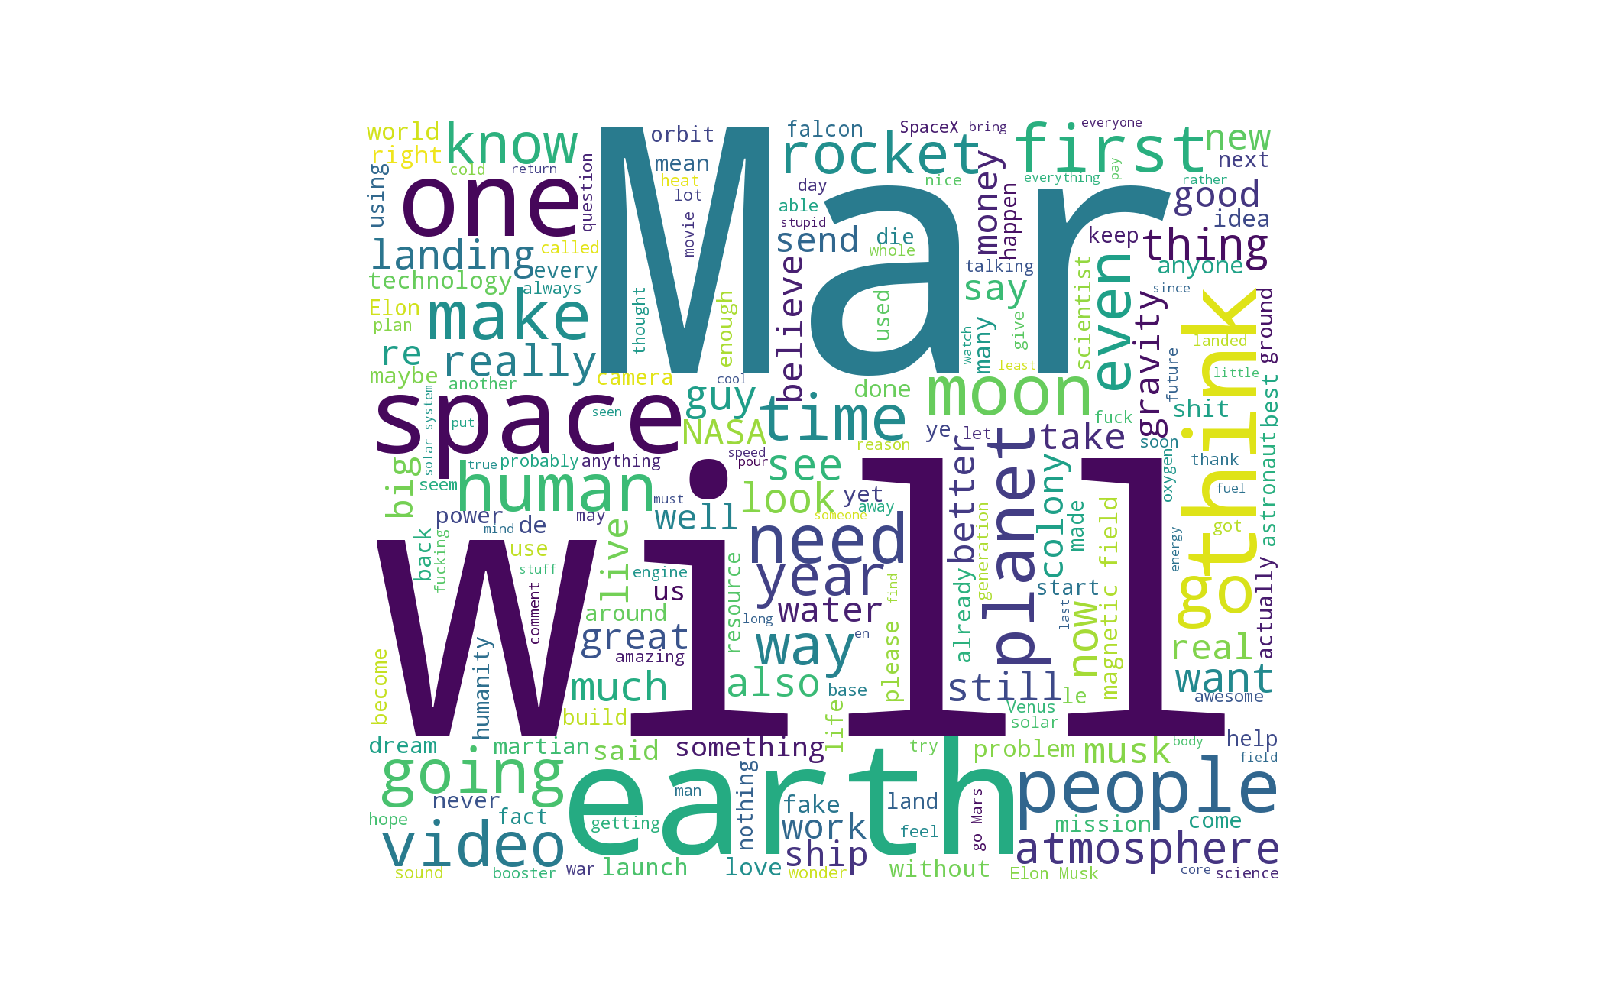 world
know
orbit
falcon
SpaceX
bring
first
everyone
new
right
cold
return
mean
rocket
next
using
one
question
Mar
heat
lot
movie
day
able
stupid
nice
money
happen
everything
pay
rather
good
idea
landing
called
every
send
die
whole
talking
keep
thing
anyone
technology
always
believe
say
scientist
even
since
Elon
plan
make
thought
enough
used
many
watch
give
gravity
think
landed
ground
re
really
camera
cool
least
future
little
maybe
another
guy
done
moon
fuck
shit
best
space
solar system
put
seen
NASA
time
ye
let
take
soon
astronaut
true
probably
anything
speed
pour
see
reason
better
planet
colony
oxygen
thank
big
seem
human
must
look
yet
away
fuel
power
mind
de
may
well
someone
need
made
magnetic field
got
go
back
fucking
use
stuff
live
engine
us
resource
year
find
already
generation
start
last
energy
actually
will
comment
around
water
long
en
please
now
real
great
amazing
way
still
le
want
humanity
become
much
also
base
life
Venus
solar
awesome
build
dream
martian
said
something
try
problem
musk
body
help
field
going
never
man
nothing
earth
land
go Mars
people
hope
fact
getting
fake
work
feel
mission
come
video
ship
atmosphere
sound
booster
war
launch
love
wonder
without
Elon Musk
core
science